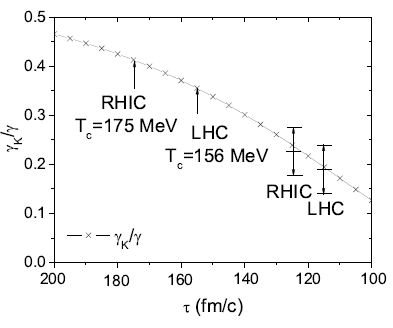 0.5
0.4
0.3
0.2
0.1
0.0
γK/γ
RHIC
Tc=175 MeV
LHC
Tc=156 MeV
RHIC
LHC
γK/γ
200 180 160 140 120 100
τ (fm/c)